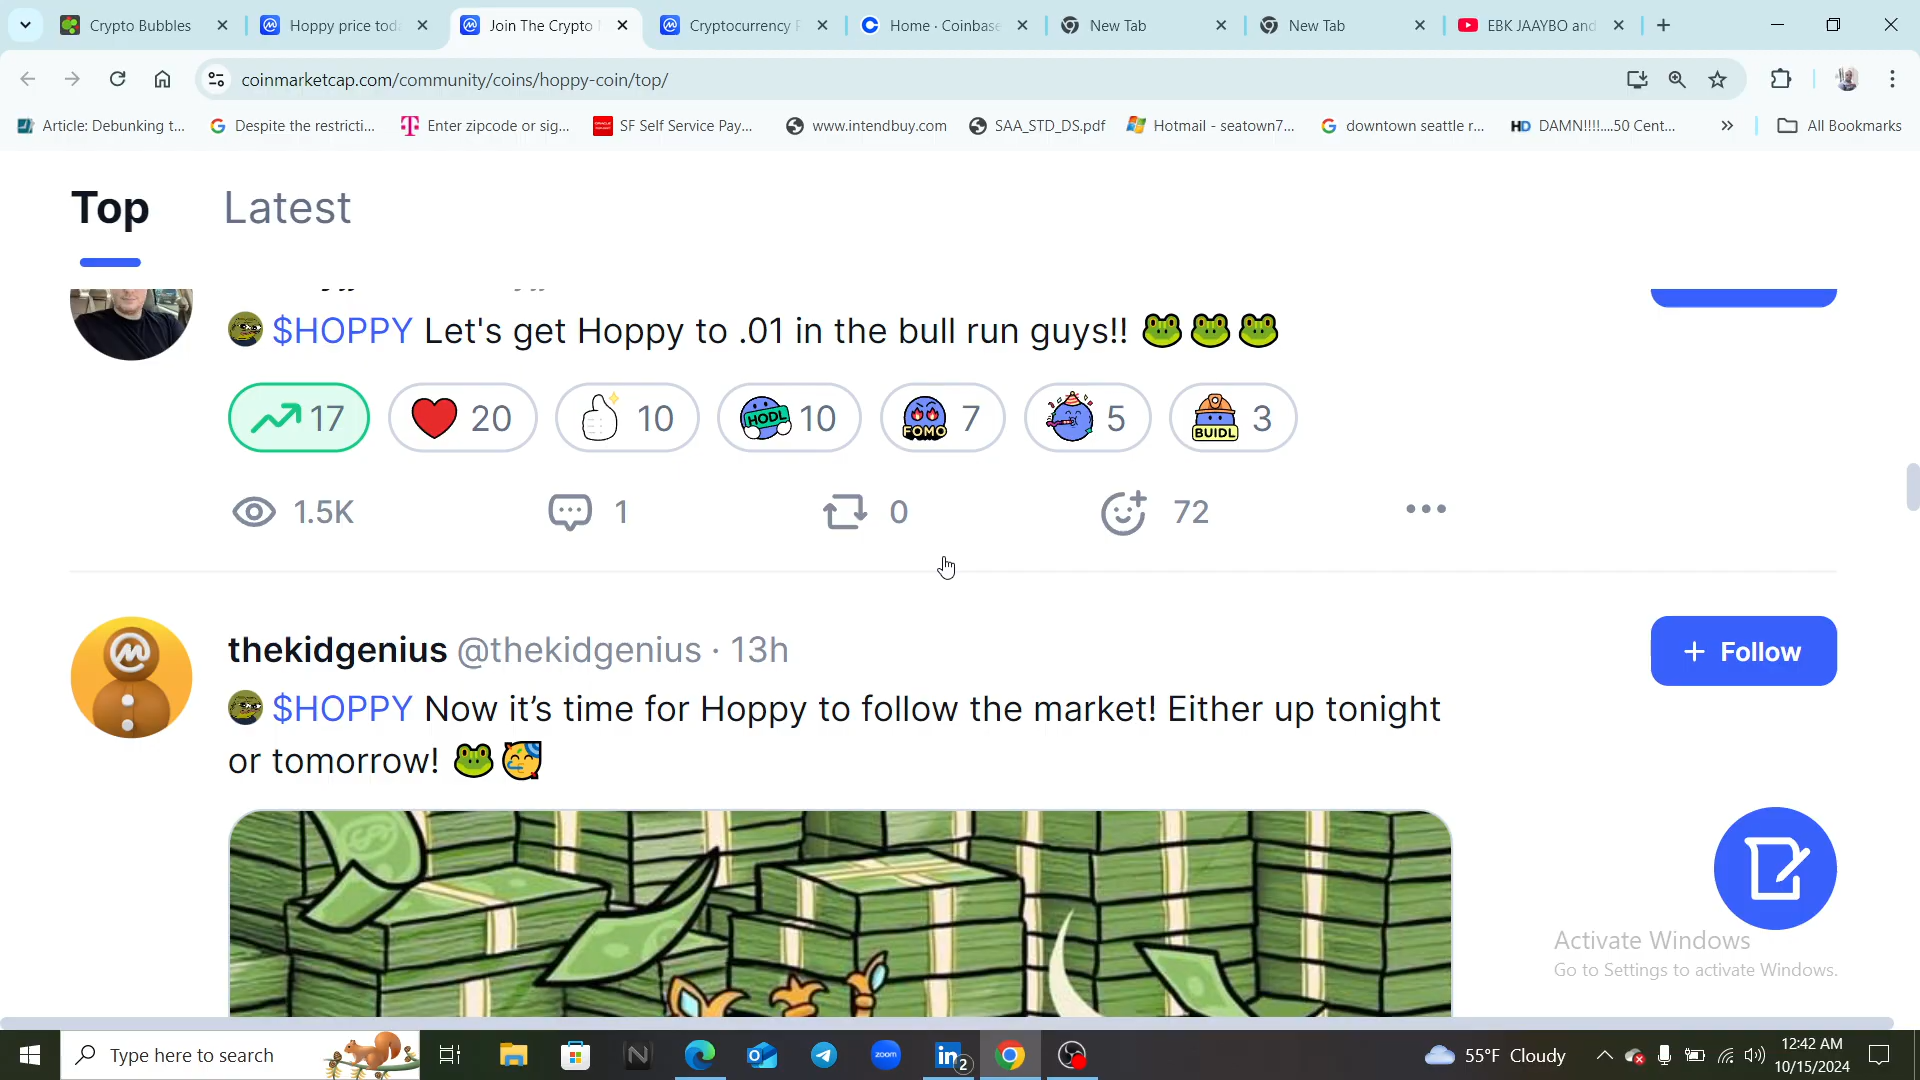 Crypto Bubbles
Hoppy price tod
Join The Crypto
Cryptocurrency P
Home · Coinbase
New Tab
New Tab
EBK JAAYBO and
coinmarketcap.com/community/coins/hoppy-coin/top/
Article: Debunking t...
Despite the restricti...
Enter zipcode or sig...
SF Self Service Pay...
www.intendbuy.com
SAA_STD_DS.pdf
Hotmail - seatown7...
downtown seattle r...
HD DAMN!!!!....50 Cent...
All Bookmarks
Top
Latest
$HOPPY Let's get Hoppy to .01 in the bull run guys!! 🐸🐸🐸
17
20
10
HODL 10
FOMO 7
5
BUIDL 3
1.5K
1
0
72
thekidgenius @thekidgenius · 13h
+ Follow
$HOPPY Now it’s time for Hoppy to follow the market! Either up tonight
or tomorrow! 🐸🥳
Activate Windows
Go to Settings to activate Windows.
Type here to search
zoom
in 2
55°F Cloudy
12:42 AM
10/15/2024